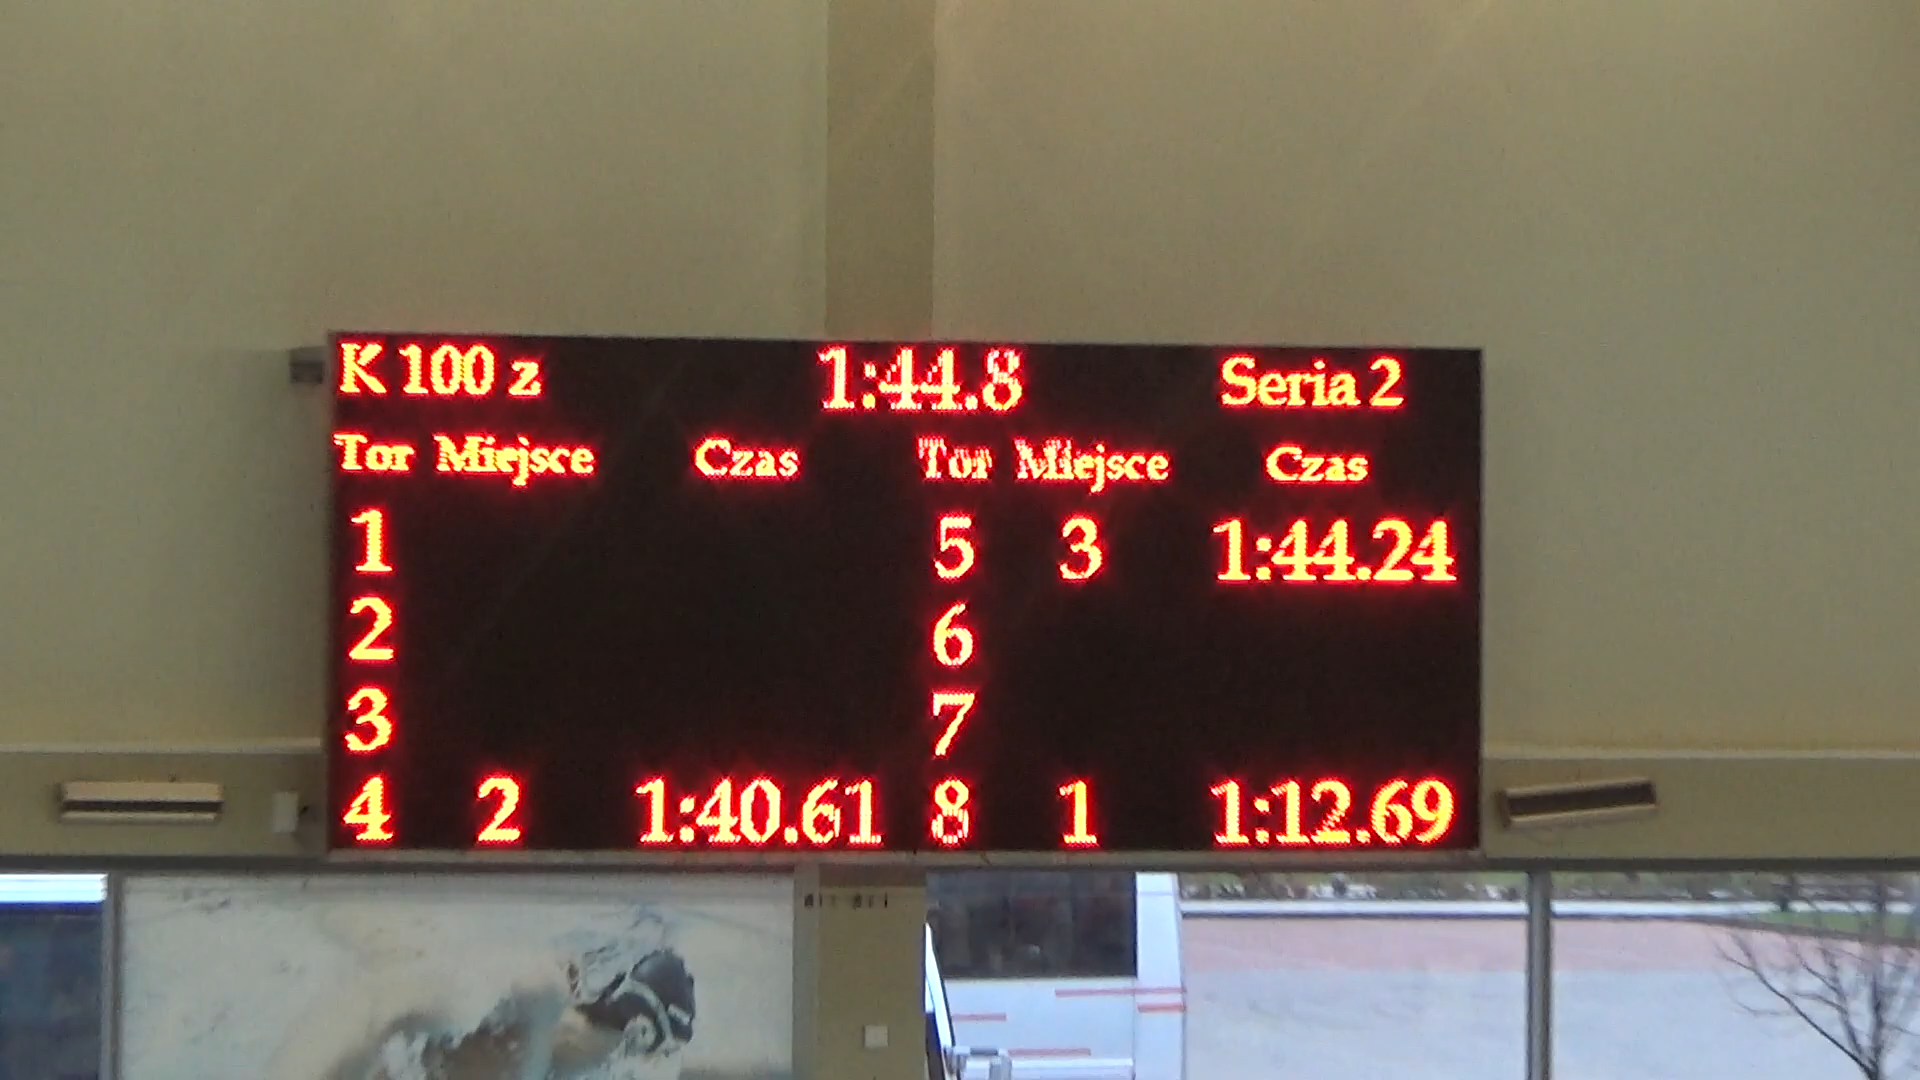 K 100 z 1:44.8 Seria 2
Tor Miejsce Czas Tor Miejsce Czas
1 5 3 1:44.24
2 6
3 7
4 2 1:40.61 8 1 1:12.69